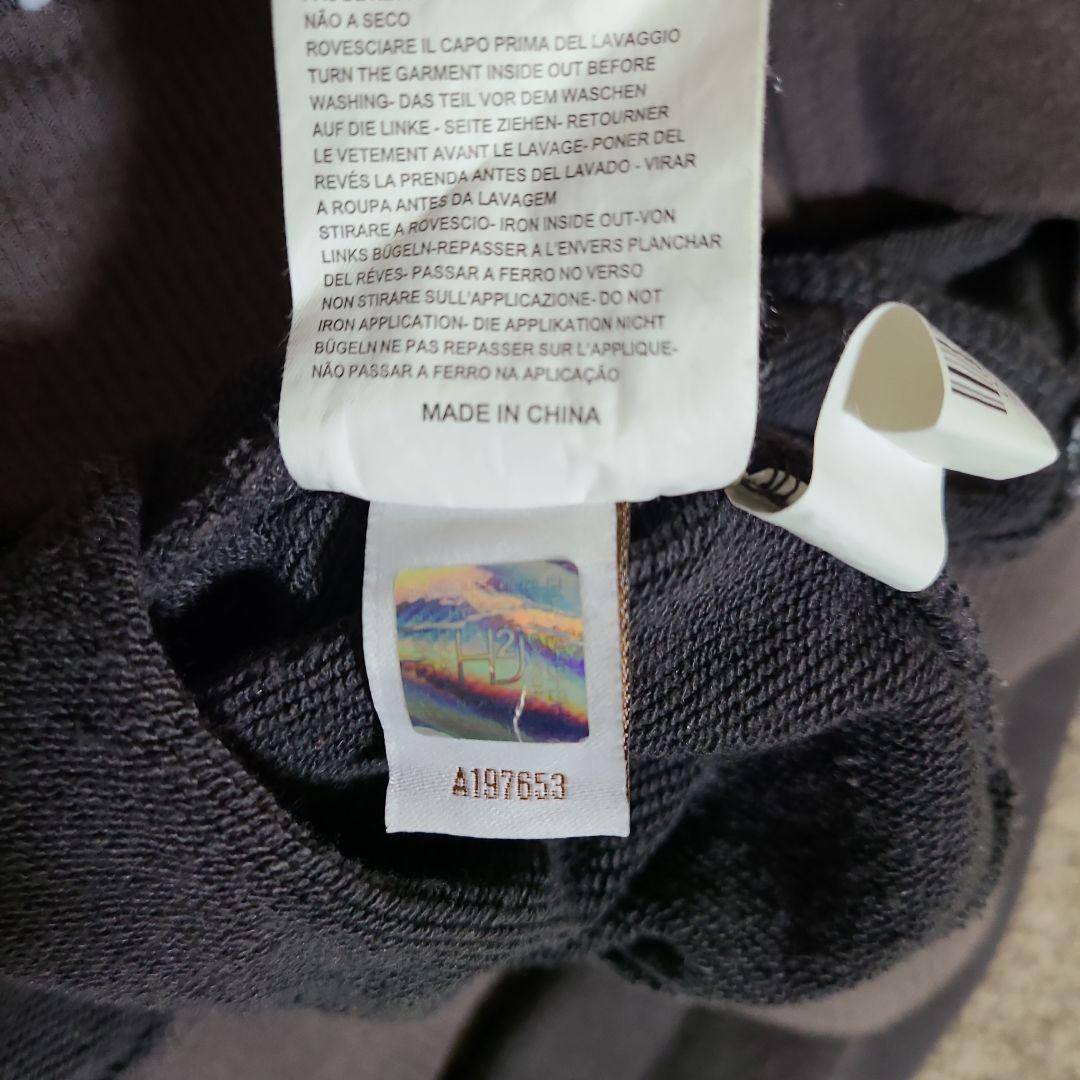 NÃO A SECO
ROVESCIARE IL CAPO PRIMA DEL LAVAGGIO
TURN THE GARMENT INSIDE OUT BEFORE
WASHING- DAS TEIL VOR DEM WASCHEN
AUF DIE LINKE - SEITE ZIEHEN- RETOURNER
LE VETEMENT AVANT LE LAVAGE- PONER DEL
REVÉS LA PRENDA ANTES DEL LAVADO - VIRAR
A ROUPA ANTES DA LAVAGEM
STIRARE A ROVESCIO- IRON INSIDE OUT-VON
LINKS BÜGELN-REPASSER A L'ENVERS PLANCHAR
DEL RÉVES- PASSAR A FERRO NO VERSO
NON STIRARE SULL'APPLICAZIONE- DO NOT
IRON APPLICATION- DIE APPLIKATION NICHT
BÜGELN NE PAS REPASSER SUR L'APPLIQUE-
NÃO PASSAR A FERRO NA APLICAÇÃO
MADE IN CHINA
A197653